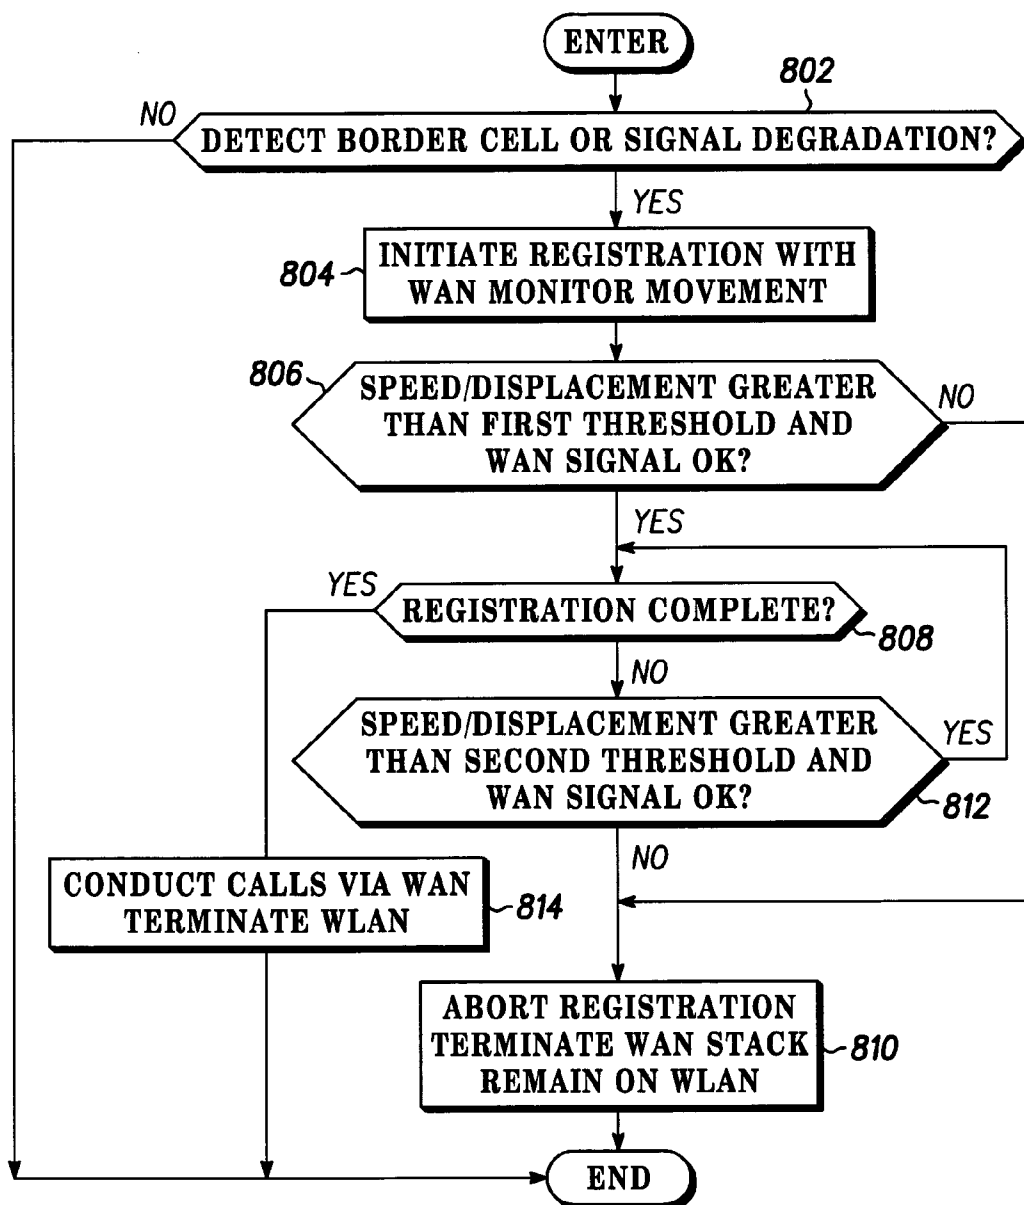 ENTER
802
NO
DETECT BORDER CELL OR SIGNAL DEGRADATION?
YES
804
INITIATE REGISTRATION WITH
WAN MONITOR MOVEMENT
806
SPEED/DISPLACEMENT GREATER
THAN FIRST THRESHOLD AND
WAN SIGNAL OK?
NO
YES
YES
REGISTRATION COMPLETE?
808
NO
SPEED/DISPLACEMENT GREATER
THAN SECOND THRESHOLD AND
WAN SIGNAL OK?
YES
812
NO
CONDUCT CALLS VIA WAN
TERMINATE WLAN
814
ABORT REGISTRATION
TERMINATE WAN STACK
REMAIN ON WLAN
810
END